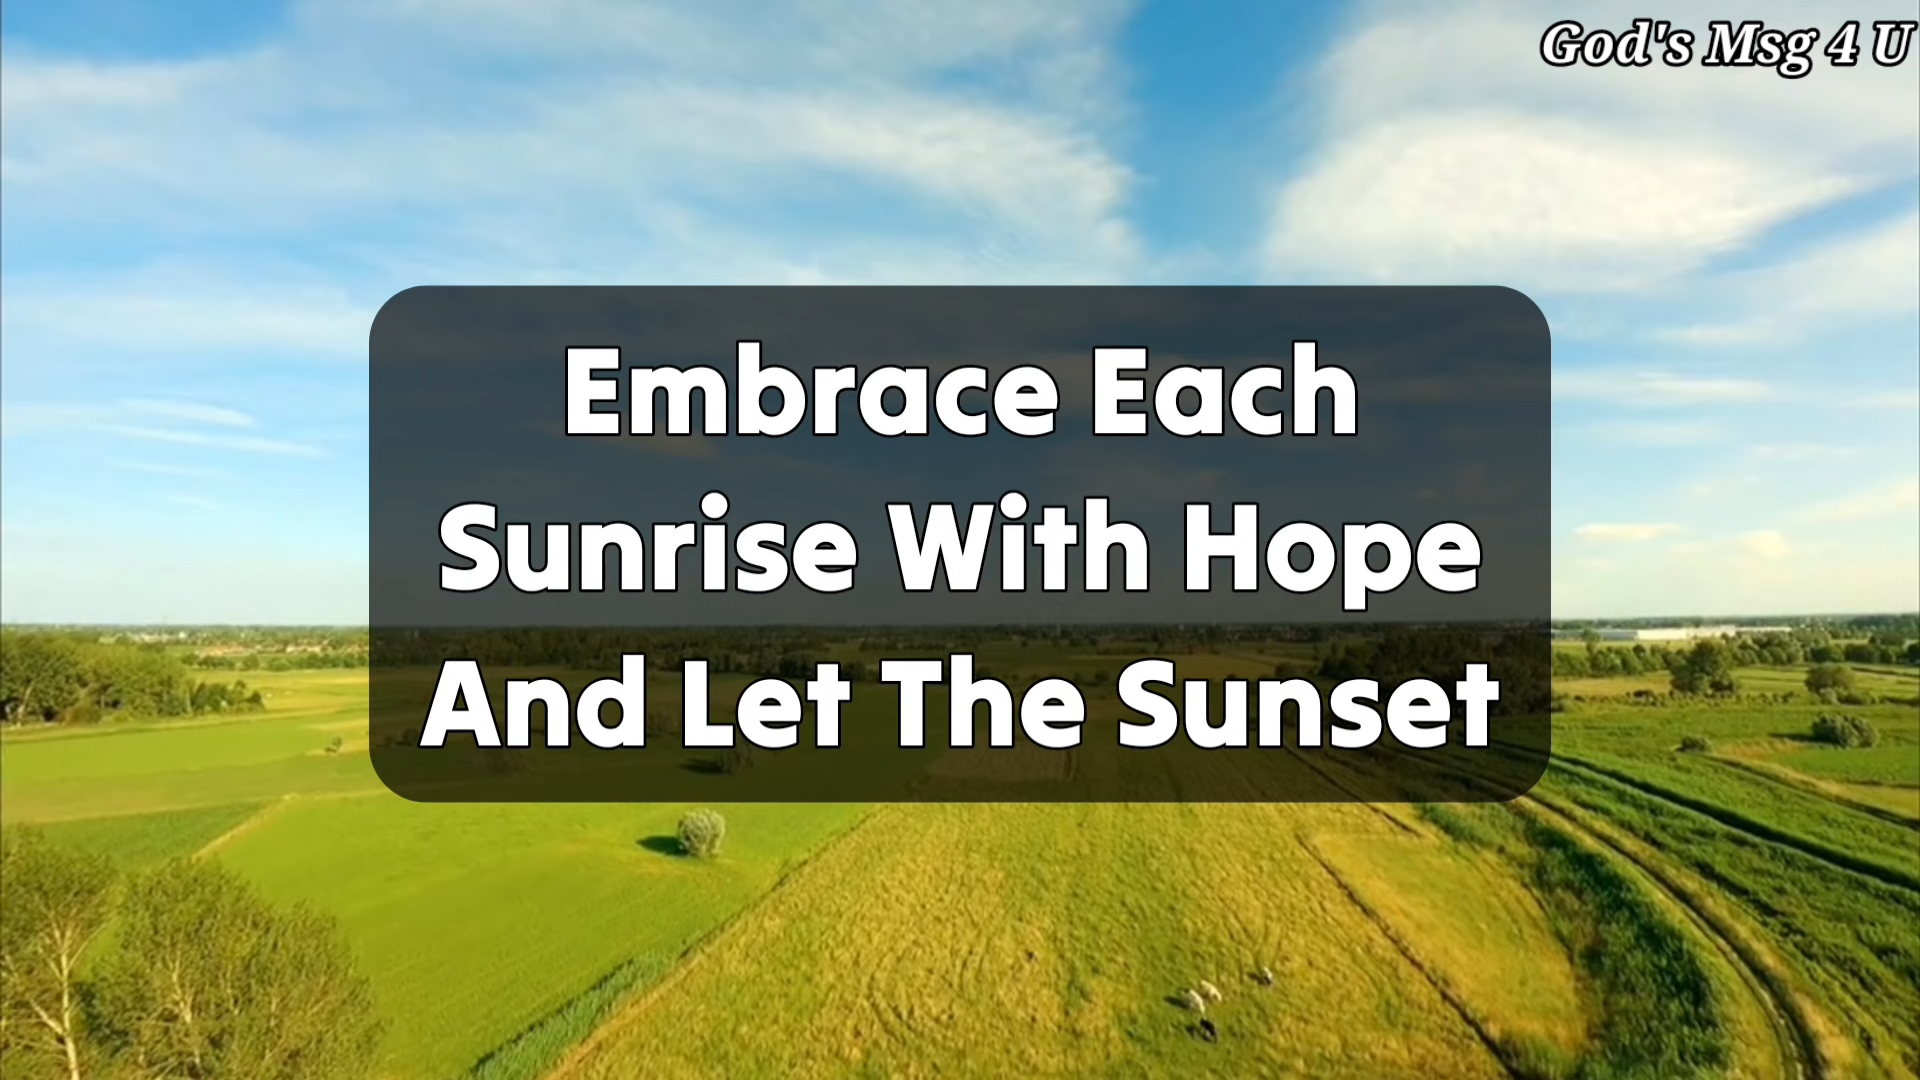 God's Msg 4 U
Embrace Each
Sunrise With Hope
And Let The Sunset